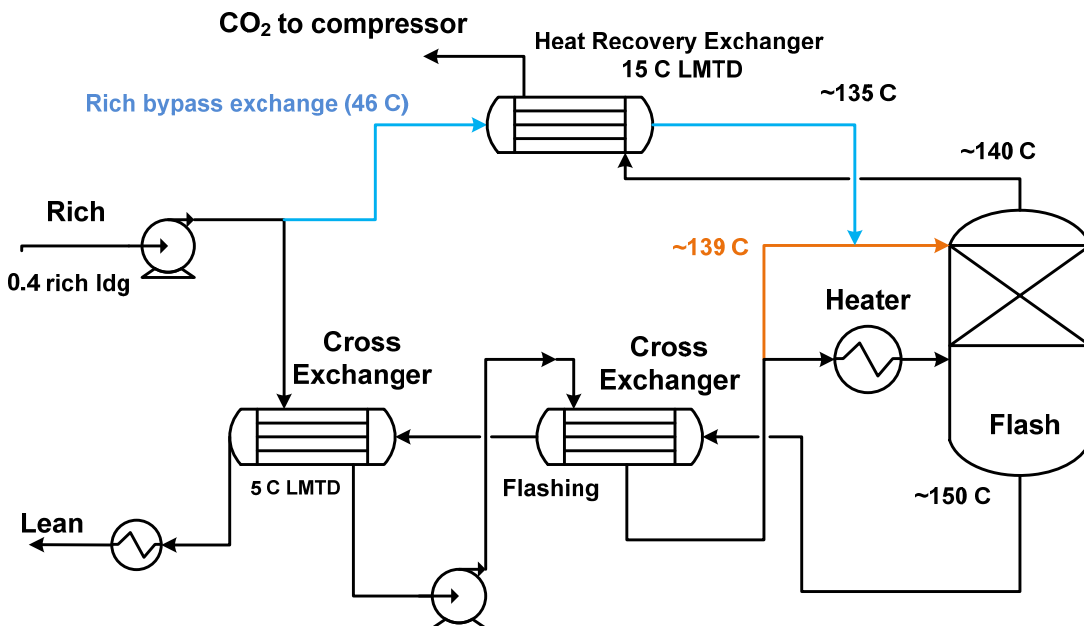 CO₂ to compressor
Heat Recovery Exchanger
15 C LMTD
Rich bypass exchange (46 C)
~135 C
~140 C
Rich
0.4 rich ldg
~139 C
Heater
Cross
Exchanger
Cross
Exchanger
Flash
5 C LMTD
Flashing
~150 C
Lean